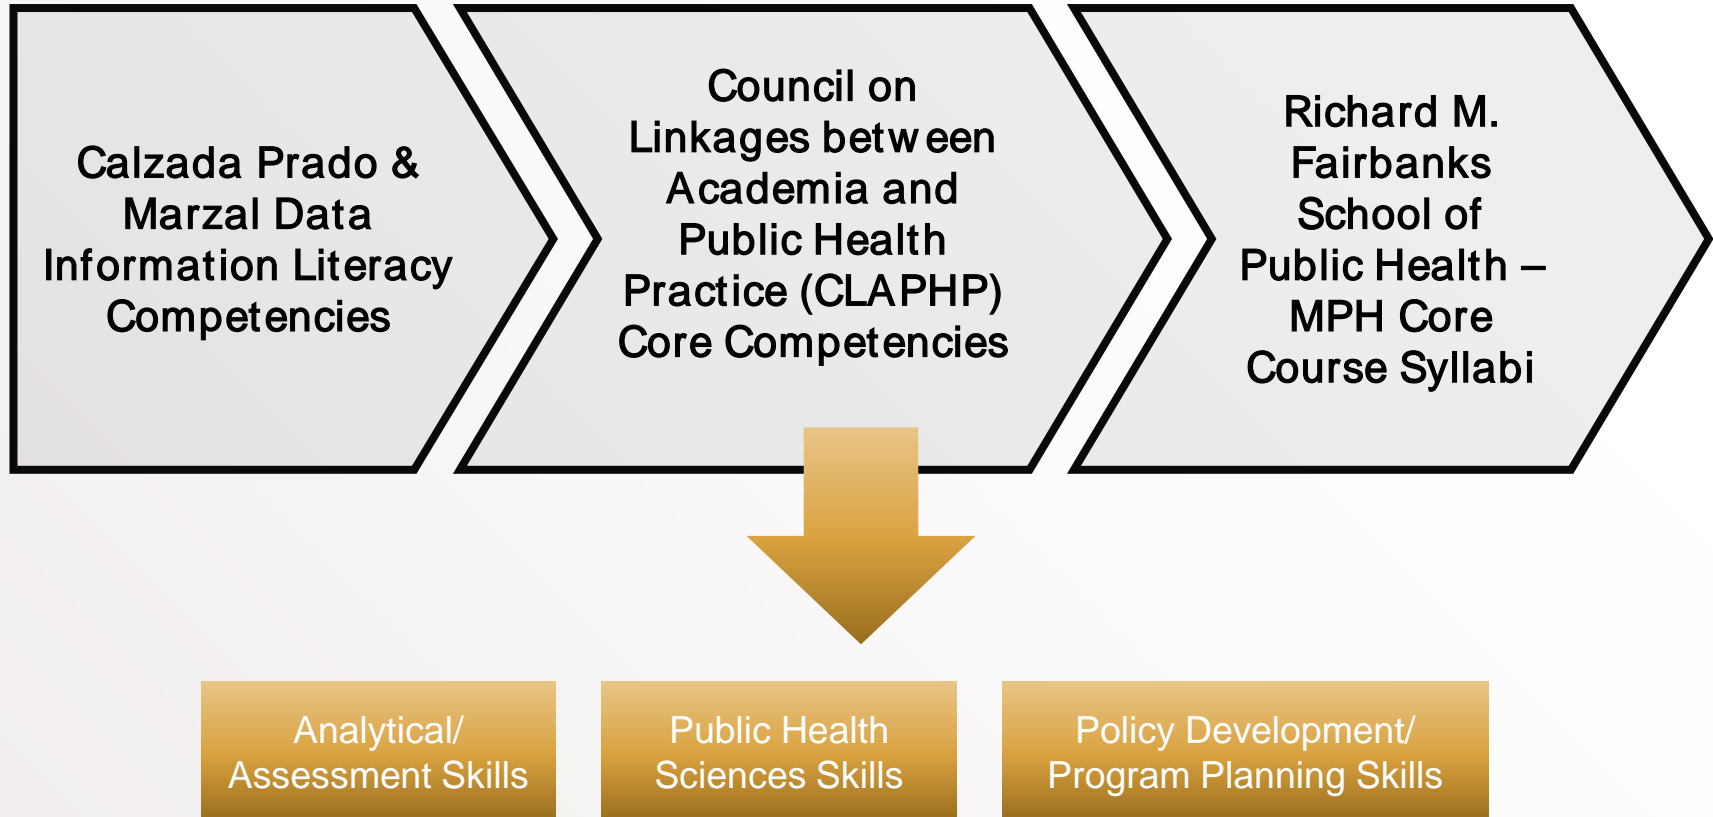 Calzada Prado &
Marzal Data
Information Literacy
Competencies
Council on
Linkages between
Academia and
Public Health
Practice (CLAPHP)
Core Competencies
Richard M.
Fairbanks
School of
Public Health –
MPH Core
Course Syllabi
Analytical/
Assessment Skills
Public Health
Sciences Skills
Policy Development/
Program Planning Skills